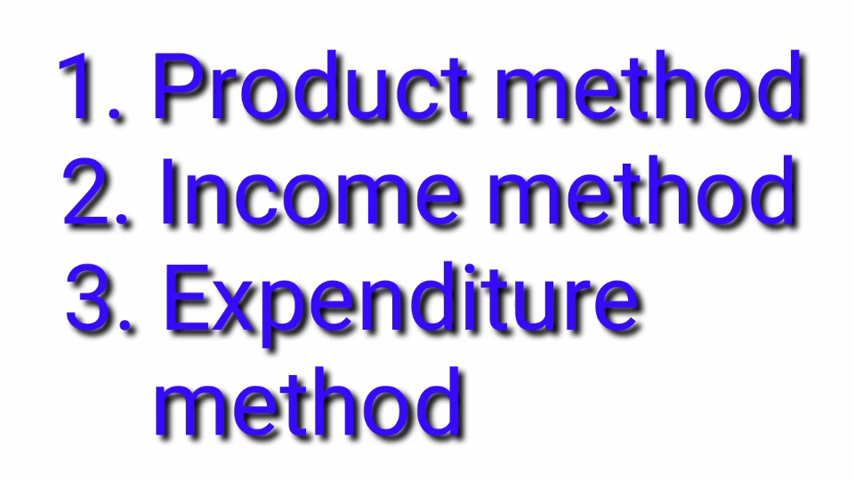 1. Product method
2. Income method
3. Expenditure
method